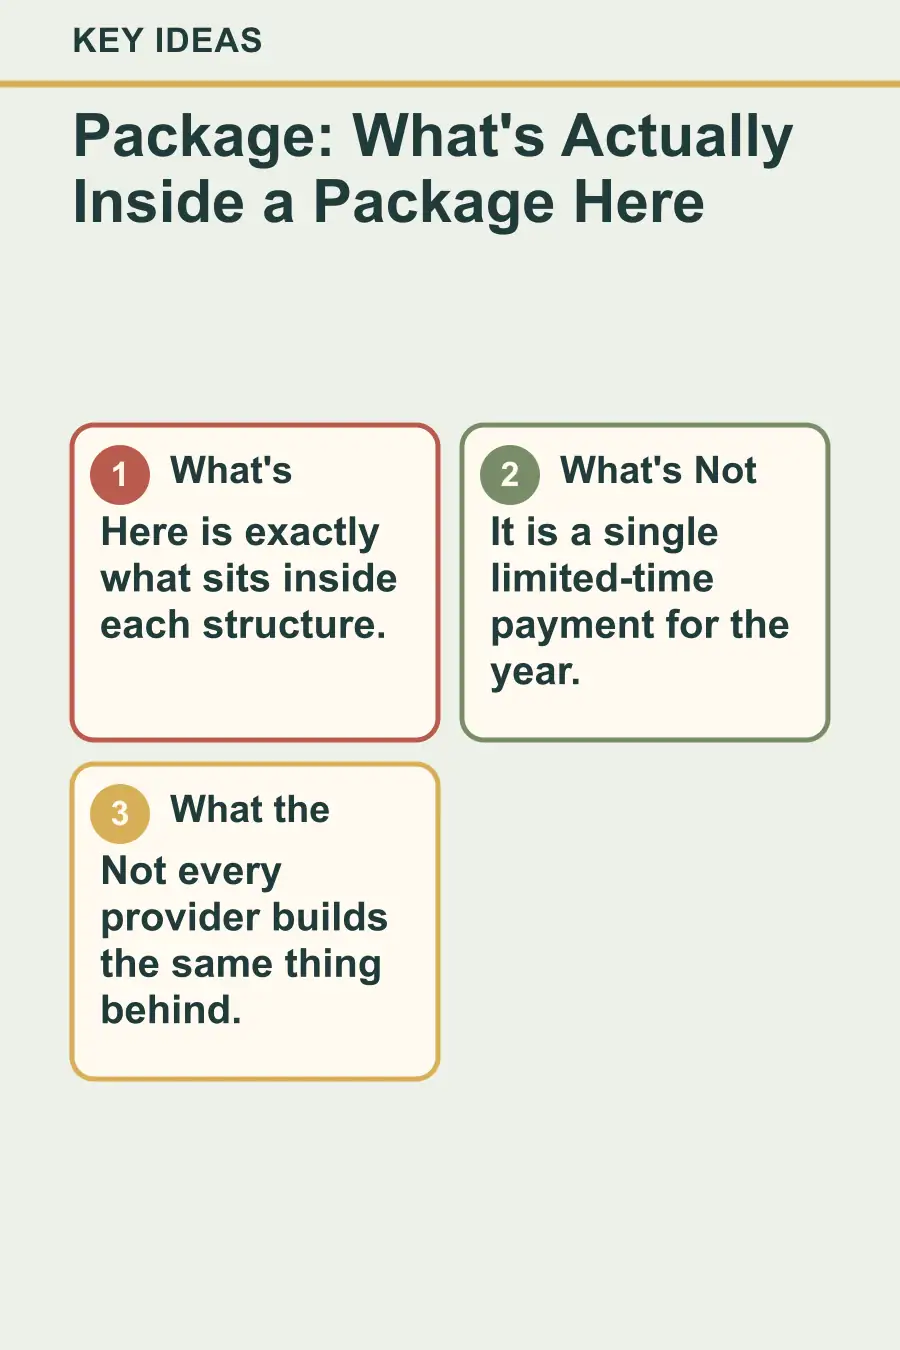 KEY IDEAS
Package: What's Actually
Inside a Package Here
1 What's
Here is exactly
what sits inside
each structure.
2 What's Not
It is a single
limited-time
payment for the
year.
3 What the
Not every
provider builds
the same thing
behind.